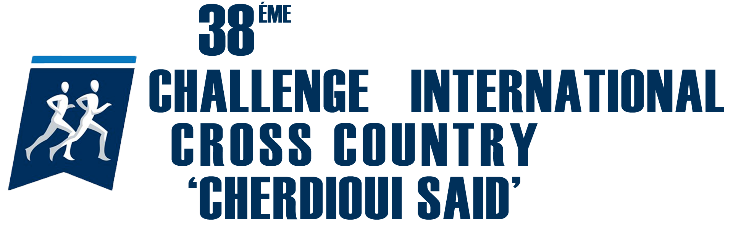 38ÉME
CHALLENGE INTERNATIONAL
CROSS COUNTRY
‘CHERDIOUI SAID’